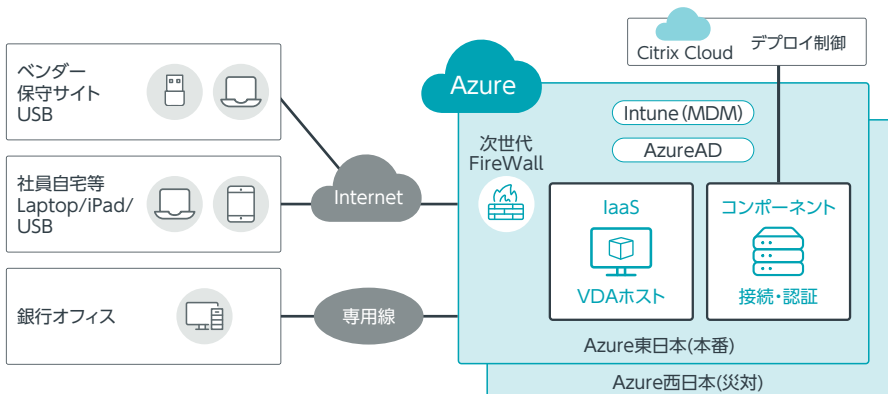 ベンダー
保守サイト
USB
社員自宅等
Laptop/iPad/
USB
銀行オフィス
Internet
専用線
Azure
Citrix Cloud
デプロイ制御
Intune(MDM)
AzureAD
次世代
FireWall
IaaS
VDAホスト
コンポーネント
接続・認証
Azure東日本(本番)
Azure西日本(災対)